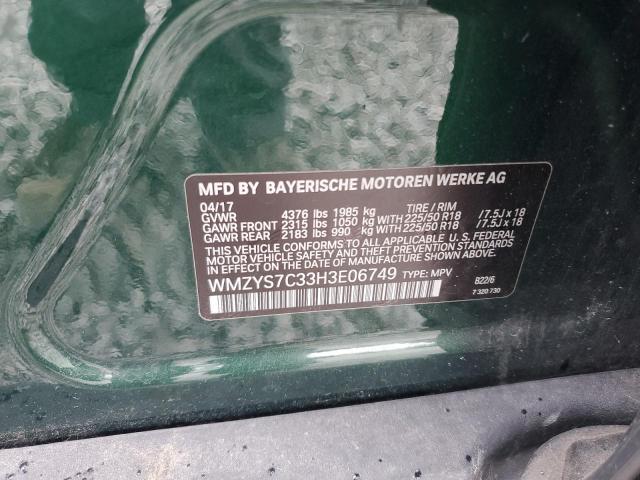 MFD BY BAYERISCHE MOTOREN WERKE AG
04/17 TIRE / RIM
GVWR 4376 lbs 1985 kg
GAWR FRONT 2315 lbs 1050 kg WITH 225/50 R18 /7.5J x 18
GAWR REAR 2183 lbs 990 kg WITH 225/50 R18 /7.5J x 18
THIS VEHICLE CONFORMS TO ALL APPLICABLE U.S. FEDERAL
MOTOR VEHICLE SAFETY AND THEFT PREVENTION STANDARDS
IN EFFECT ON THE DATE OF MANUFACTURE SHOWN ABOVE.
WMZYS7C33H3E06749 TYPE: MPV B22/6
7 320 730